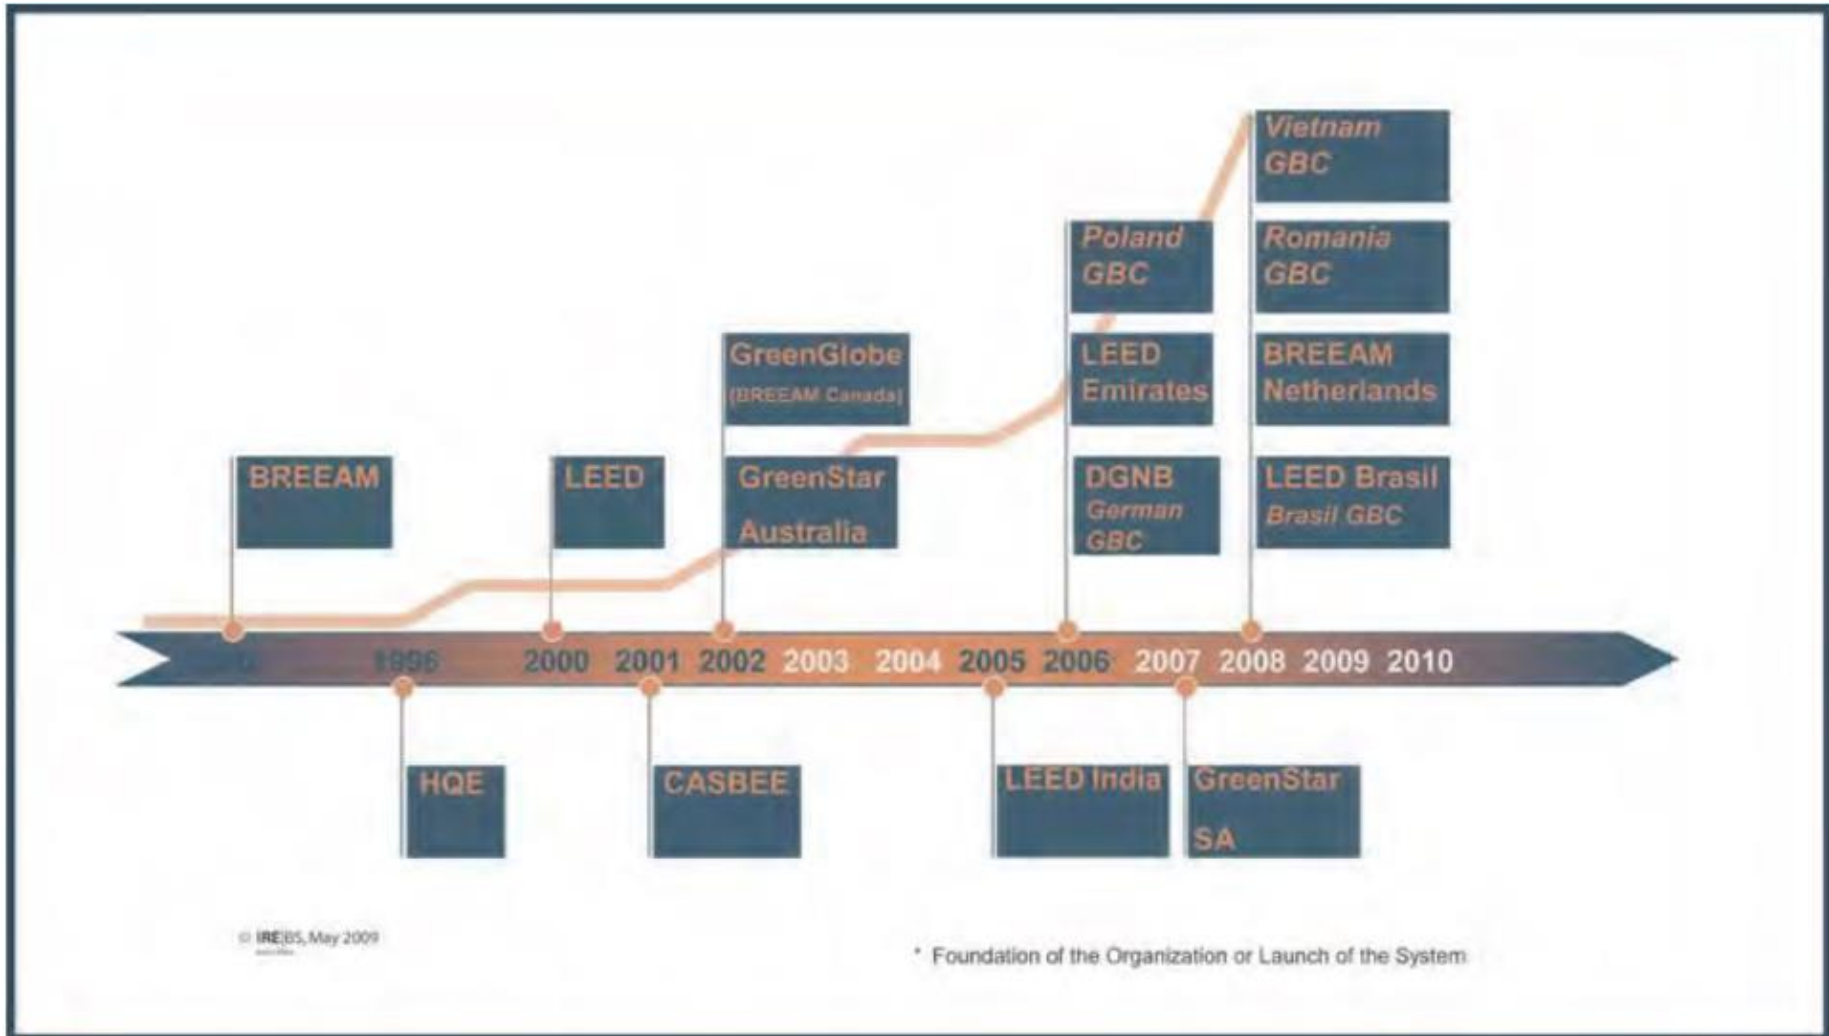 Vietnam
GBC
Poland
GBC
Romania
GBC
GreenGlobe
(BREEAM Canada)
LEED
Emirates
BREEAM
Netherlands
BREEAM
LEED
GreenStar
Australia
DGNB
German
GBC
LEED Brasil
Brasil GBC
1996 2000 2001 2002 2003 2004 2005 2006 2007 2008 2009 2010
HQE
CASBEE
LEED India
GreenStar
SA
© IRE|BS, May 2009
* Foundation of the Organization or Launch of the System